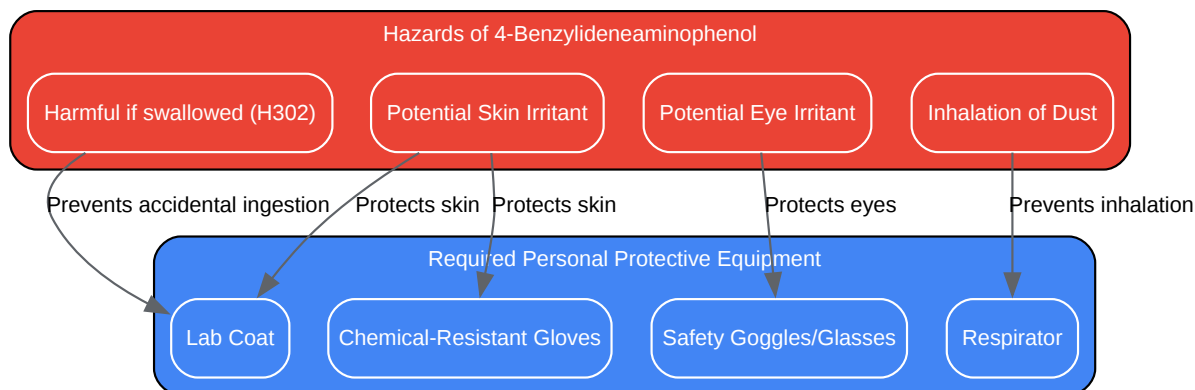 Hazards of 4-Benzylideneaminophenol
Harmful if swallowed (H302)
Potential Skin Irritant
Potential Eye Irritant
Inhalation of Dust
Prevents accidental ingestion
Protects skin
Protects skin
Protects eyes
Prevents inhalation
Required Personal Protective Equipment
Lab Coat
Chemical-Resistant Gloves
Safety Goggles/Glasses
Respirator